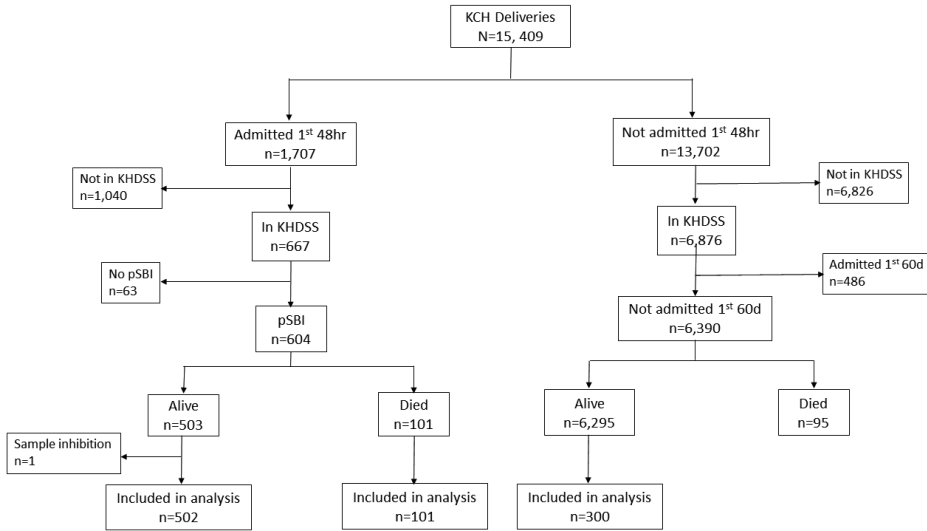 KCH Deliveries
N=15, 409
Admitted 1st 48hr
n=1,707
Not admitted 1st 48hr
n=13,702
Not in KHDSS
n=1,040
Not in KHDSS
n=6,826
In KHDSS
n=667
In KHDSS
n=6,876
No pSBI
n=63
Admitted 1st 60d
n=486
pSBI
n=604
Not admitted 1st 60d
n=6,390
Alive
n=503
Died
n=101
Alive
n=6,295
Died
n=95
Sample inhibition
n=1
Included in analysis
n=502
Included in analysis
n=101
Included in analysis
n=300